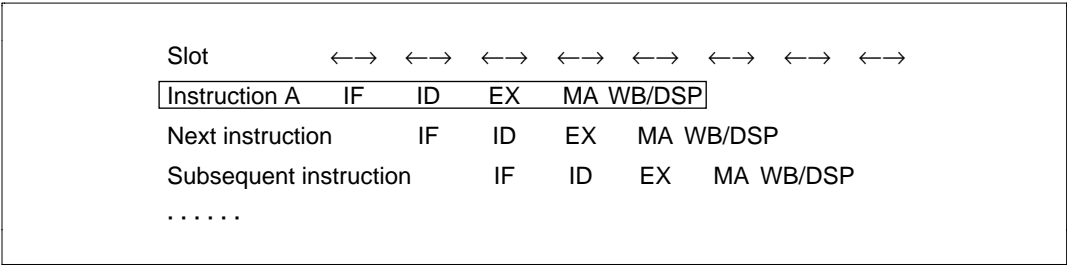 Slot ←→ ←→ ←→ ←→ ←→ ←→ ←→ ←→
Instruction A IF ID EX MA WB/DSP
Next instruction IF ID EX MA WB/DSP
Subsequent instruction IF ID EX MA WB/DSP
. . . . . .